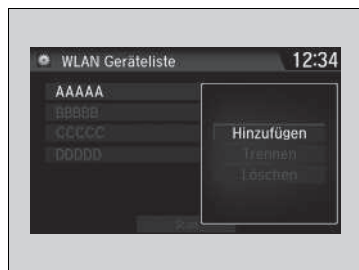 WLAN Geräteliste
12:34
AAAAA
BBBBB
CCCCC
DDDDD
Hinzufügen
Trennen
Löschen